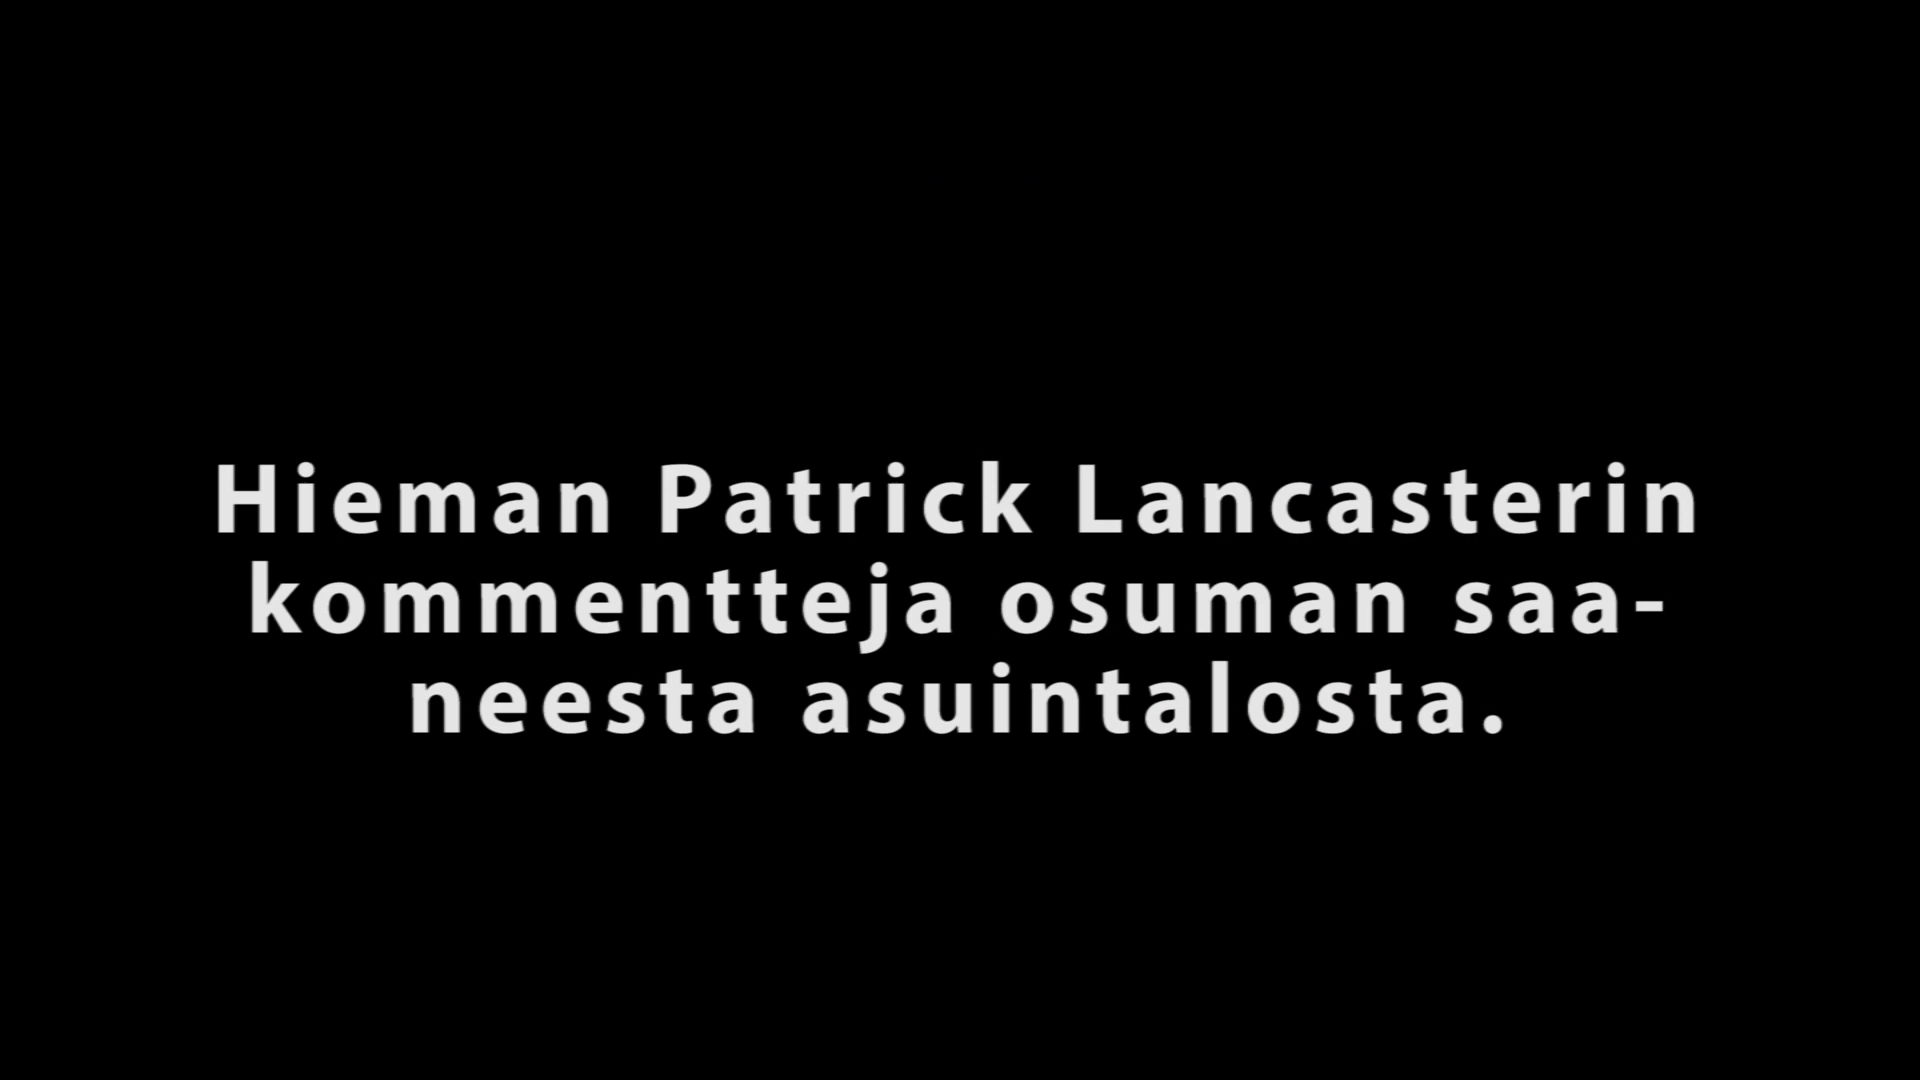 Hieman Patrick Lancasterin
kommentteja osuman saa-
neesta asuintalosta.